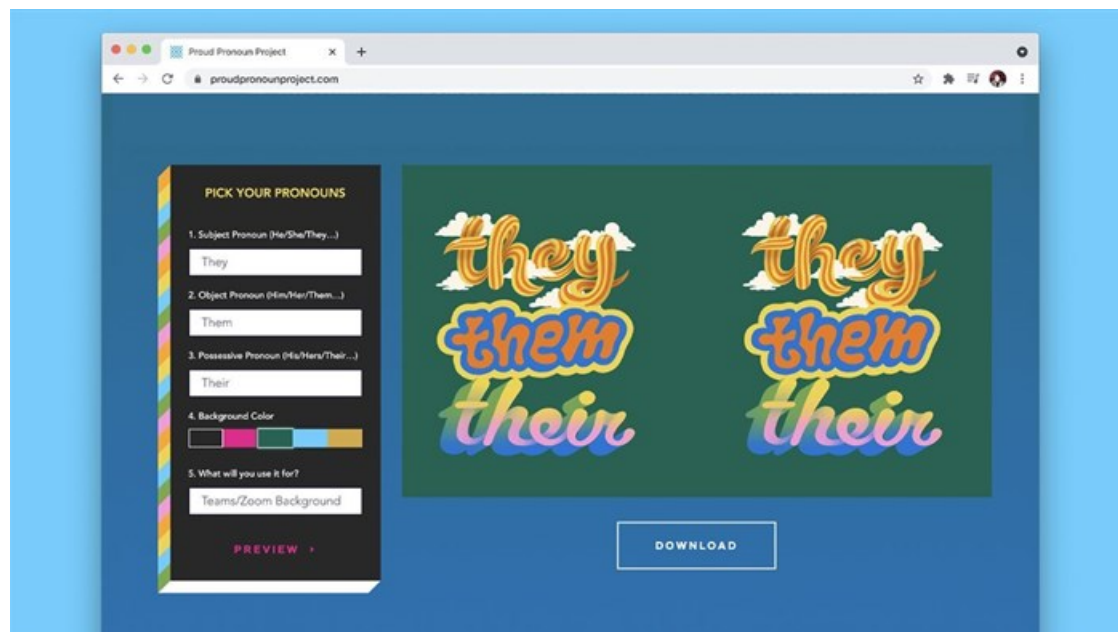 Proud Pronoun Project
proudpronounproject.com
PICK YOUR PRONOUNS
1. Subject Pronoun (He/She/They...)
They
2. Object Pronoun (Him/Her/Them...)
Them
3. Possessive Pronoun (His/Hers/Their...)
Their
4. Background Color
5. What will you use it for?
Teams/Zoom Background
PREVIEW
they
them
their
they
them
their
DOWNLOAD